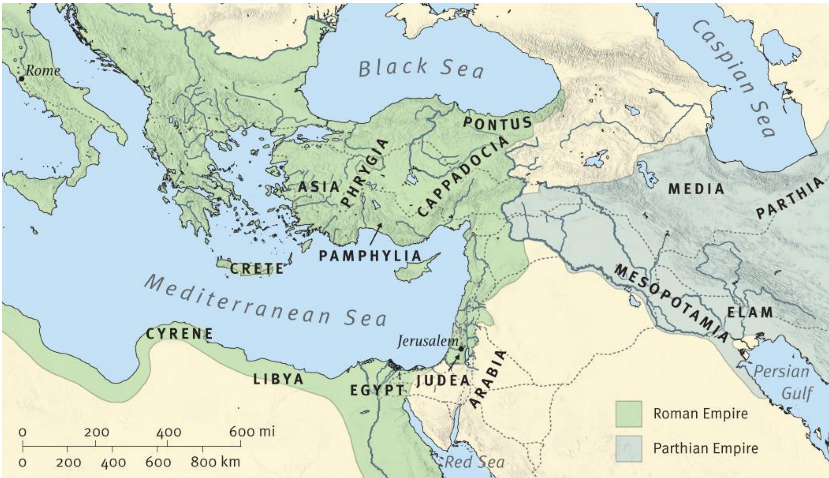 Rome
Black Sea
Caspian Sea
PONTUS
PHRYGIA
CAPPADOCIA
ASIA
MEDIA
PARTHIA
PAMPHYLIA
CRETE
Mediterranean Sea
MESOPOTAMIA
ELAM
CYRENE
Jerusalem
LIBYA
EGYPT
JUDEA
ARABIA
Persian
Gulf
Roman Empire
Parthian Empire
Red Sea
0 200 400 600 mi
0 200 400 600 800 km